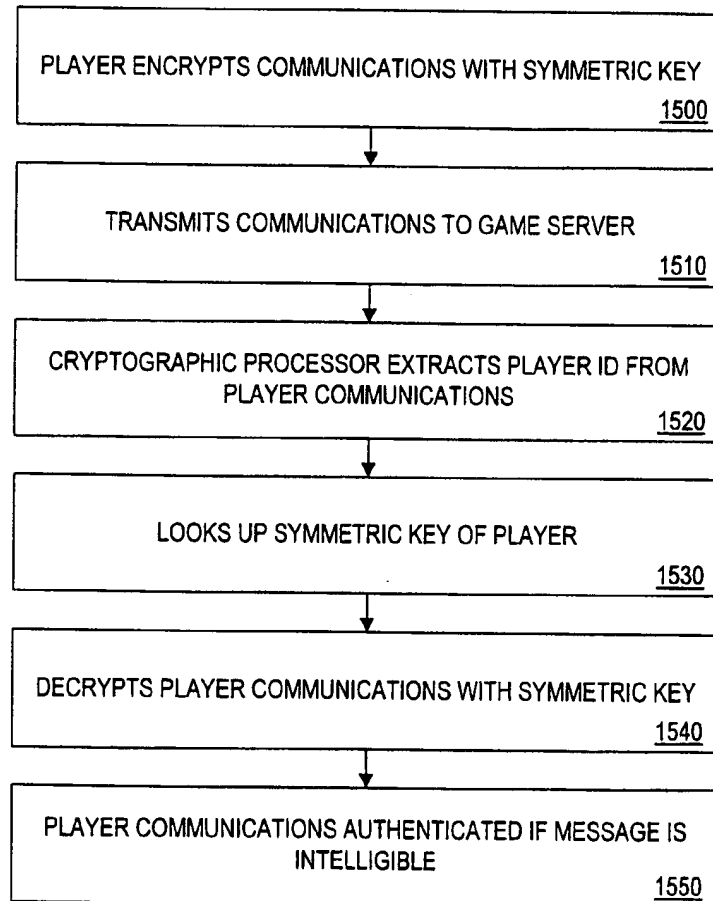 PLAYER ENCRYPTS COMMUNICATIONS WITH SYMMETRIC KEY
1500
TRANSMITS COMMUNICATIONS TO GAME SERVER
1510
CRYPTOGRAPHIC PROCESSOR EXTRACTS PLAYER ID FROM
PLAYER COMMUNICATIONS
1520
LOOKS UP SYMMETRIC KEY OF PLAYER
1530
DECRYPTS PLAYER COMMUNICATIONS WITH SYMMETRIC KEY
1540
PLAYER COMMUNICATIONS AUTHENTICATED IF MESSAGE IS
INTELLIGIBLE
1550